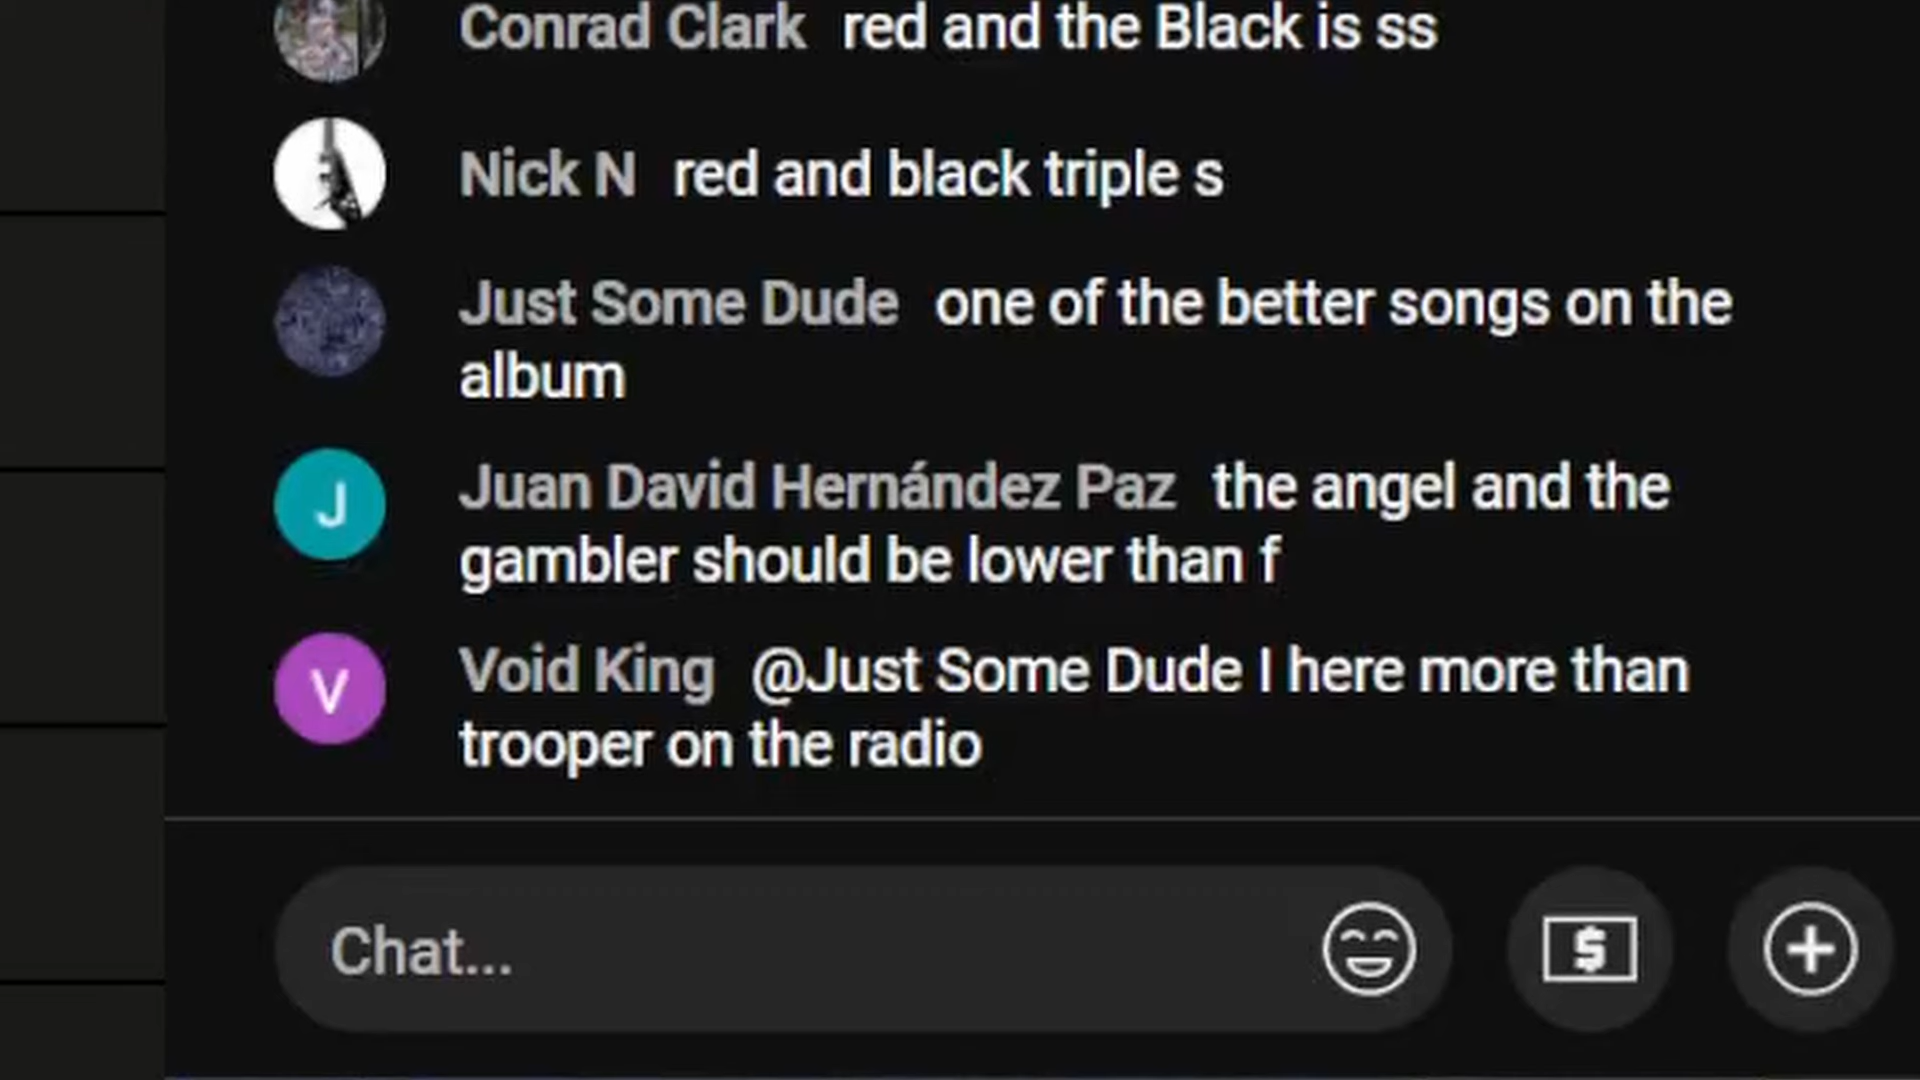 Conrad Clark red and the Black is ss
Nick N red and black triple s
Just Some Dude one of the better songs on the
album
J
Juan David Hernández Paz the angel and the
gambler should be lower than f
V
Void King @Just Some Dude I here more than
trooper on the radio
Chat...
$